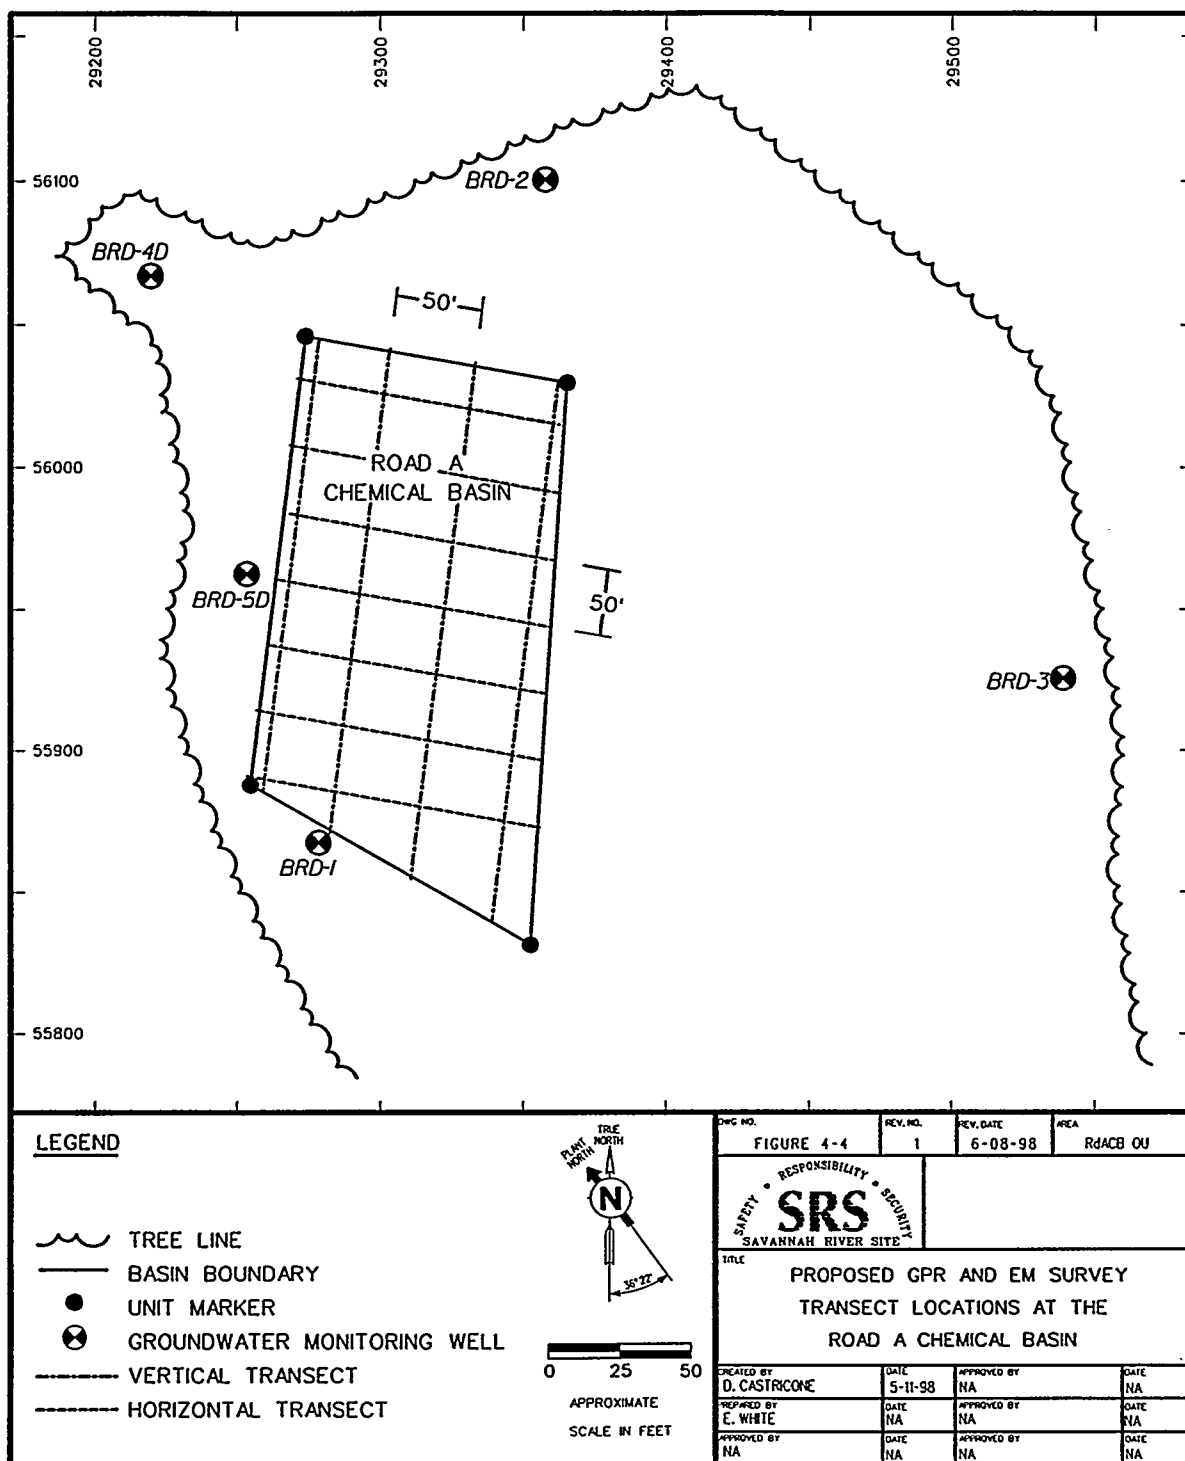 29200
29300
29400
29500
56100
56000
55900
55800
BRD-2
BRD-4D
50'
ROAD A
CHEMICAL BASIN
BRD-5D
50'
BRD-3
BRD-1
LEGEND
TREE LINE
BASIN BOUNDARY
UNIT MARKER
GROUNDWATER MONITORING WELL
VERTICAL TRANSECT
HORIZONTAL TRANSECT
TRUE
NORTH
PLANT
NORTH
N
36°22'
0 25 50
APPROXIMATE
SCALE IN FEET
DWG NO.
FIGURE 4-4
REV. NO.
1
REV. DATE
6-08-98
AREA
RdACB OU
SAFETY • RESPONSIBILITY • SECURITY
SRS
SAVANNAH RIVER SITE
TITLE
PROPOSED GPR AND EM SURVEY
TRANSECT LOCATIONS AT THE
ROAD A CHEMICAL BASIN
CREATED BY
D. CASTRICONE
DATE
5-11-98
APPROVED BY
NA
DATE
NA
PREPARED BY
E. WHITE
DATE
NA
APPROVED BY
NA
DATE
NA
APPROVED BY
NA
DATE
NA
APPROVED BY
NA
DATE
NA